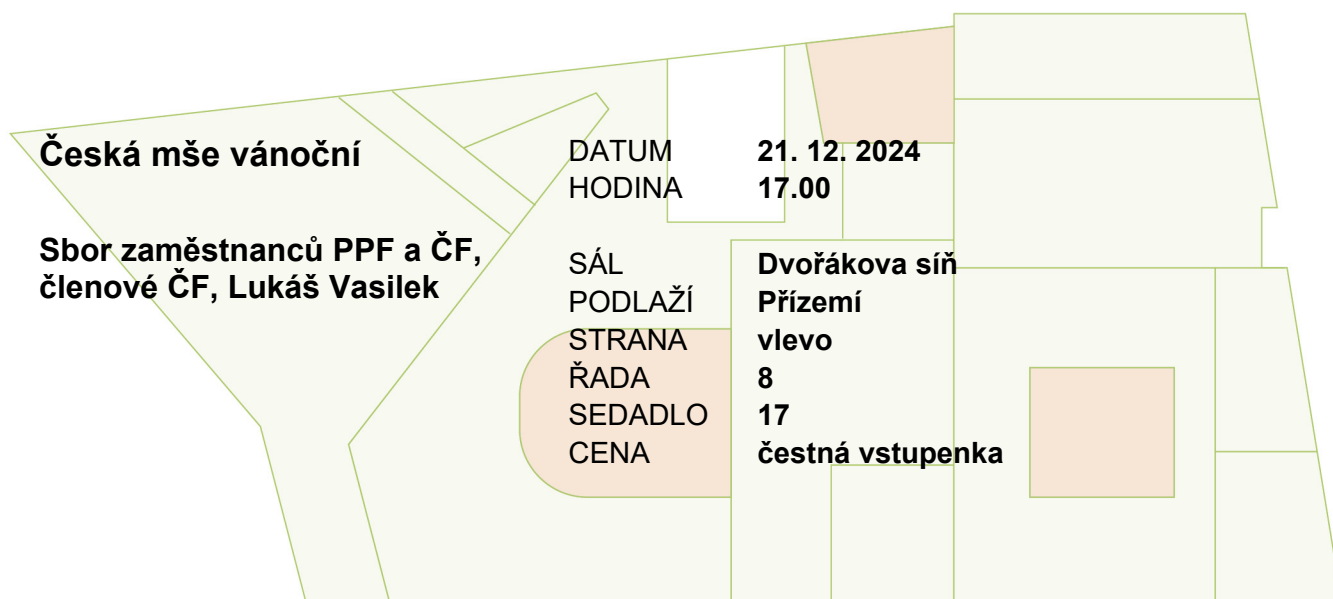 Česká mše vánoční
Sbor zaměstnanců PPF a ČF,
členové ČF, Lukáš Vasilek
DATUM 21. 12. 2024
HODINA 17.00
SÁL Dvořákova síň
PODLAŽÍ Přízemí
STRANA vlevo
ŘADA 8
SEDADLO 17
CENA čestná vstupenka